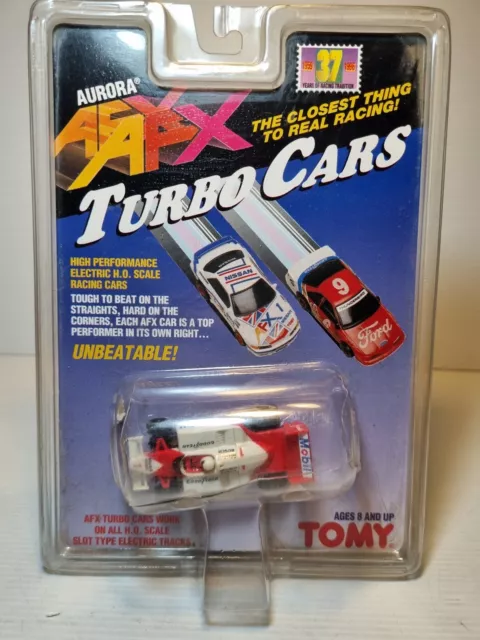 37
YEARS OF RACING TRADITION
AURORA®
AFX
THE CLOSEST THING
TO REAL RACING!
TURBO CARS
HIGH PERFORMANCE
ELECTRIC H.O. SCALE
RACING CARS
TOUGH TO BEAT ON THE
STRAIGHTS, HARD ON THE
CORNERS, EACH AFX CAR IS A TOP
PERFORMER IN ITS OWN RIGHT...
UNBEATABLE!
NISSAN
AFX
9
Ford
GOODYEAR
Mobil
AFX TURBO CARS WORK
ON ALL H.O. SCALE
SLOT TYPE ELECTRIC TRACKS
AGES 8 AND UP
TOMY